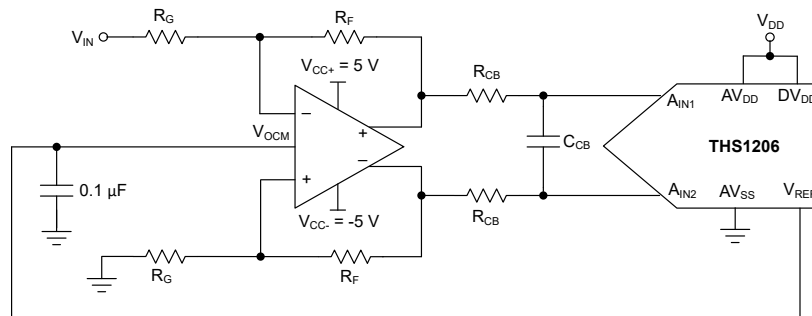 R_G
R_F
V_DD
V_IN
V_CC+ = 5 V
R_CB
A_IN1
AV_DD
DV_DD
−
V_OCM
+
C_CB
THS1206
−
0.1 µF
+
A_IN2
AV_SS
V_REF
V_CC- = -5 V
R_CB
R_G
R_F